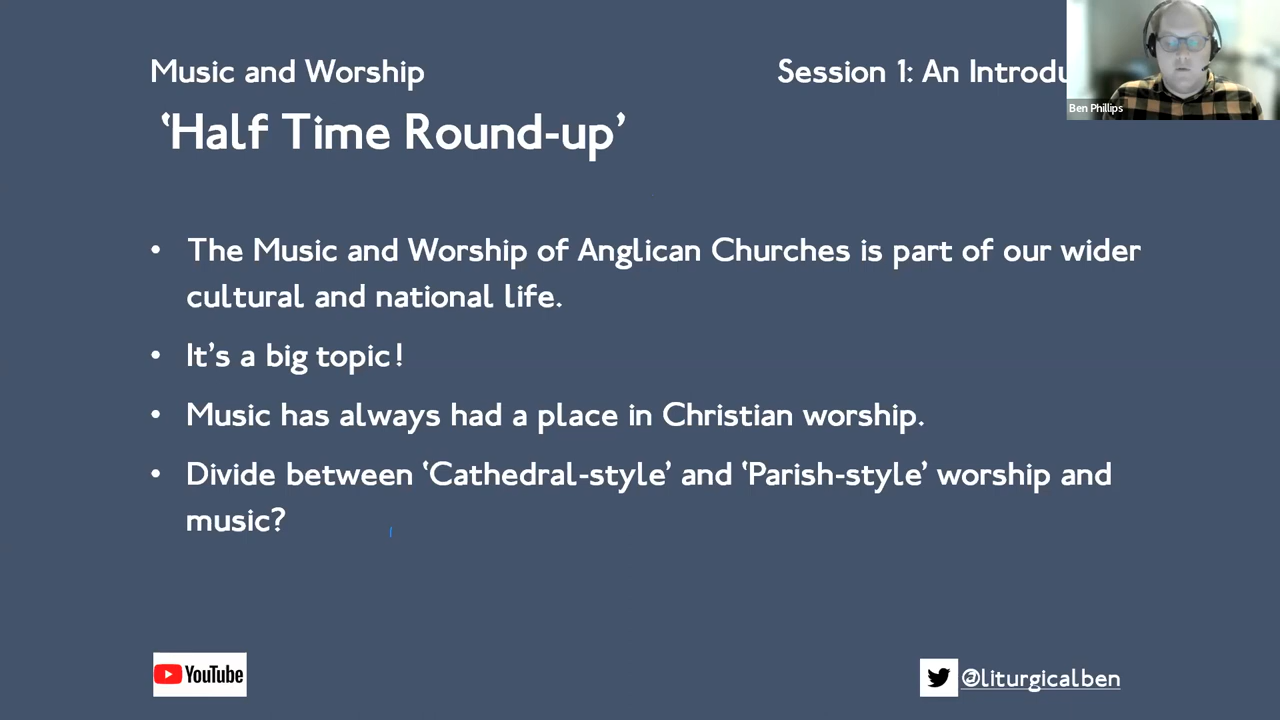 Music and Worship
Session 1: An Introdu
Ben Phillips
‘Half Time Round-up’
• The Music and Worship of Anglican Churches is part of our wider
cultural and national life.
• It’s a big topic!
• Music has always had a place in Christian worship.
• Divide between ‘Cathedral-style’ and ‘Parish-style’ worship and
music?
YouTube
@liturgicalben